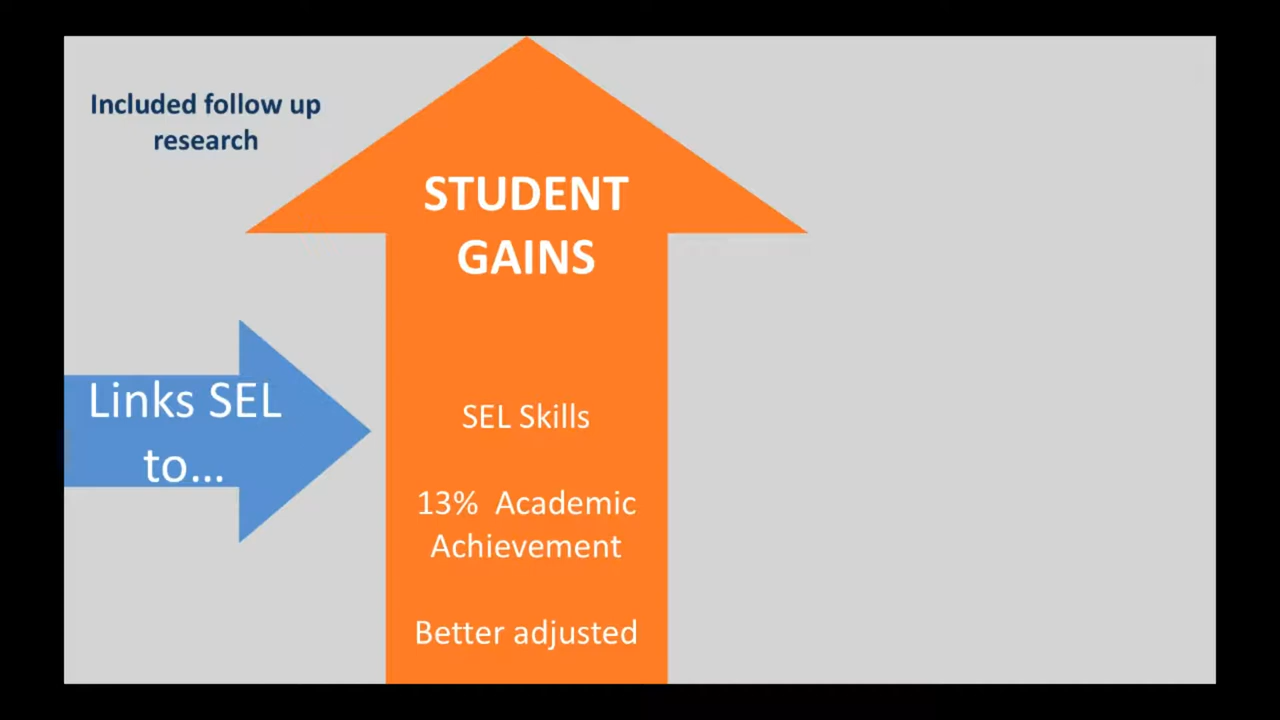 Included follow up
research
STUDENT
GAINS
Links SEL
to...
SEL Skills
13%  Academic
Achievement
Better adjusted